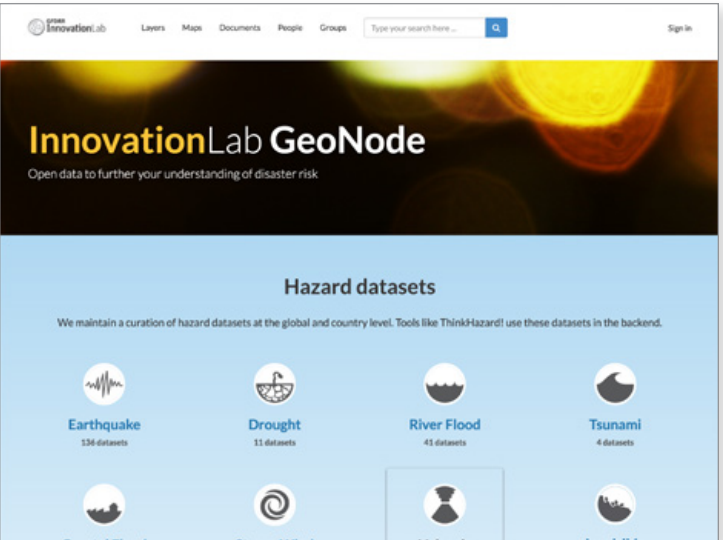 GFDRR
InnovationLab
Layers Maps Documents People Groups Type your search here ... Sign in
InnovationLab GeoNode
Open data to further your understanding of disaster risk
Hazard datasets
We maintain a curation of hazard datasets at the global and country level. Tools like ThinkHazard! use these datasets in the backend.
Earthquake Drought River Flood Tsunami
136 datasets 11 datasets 41 datasets 4 datasets